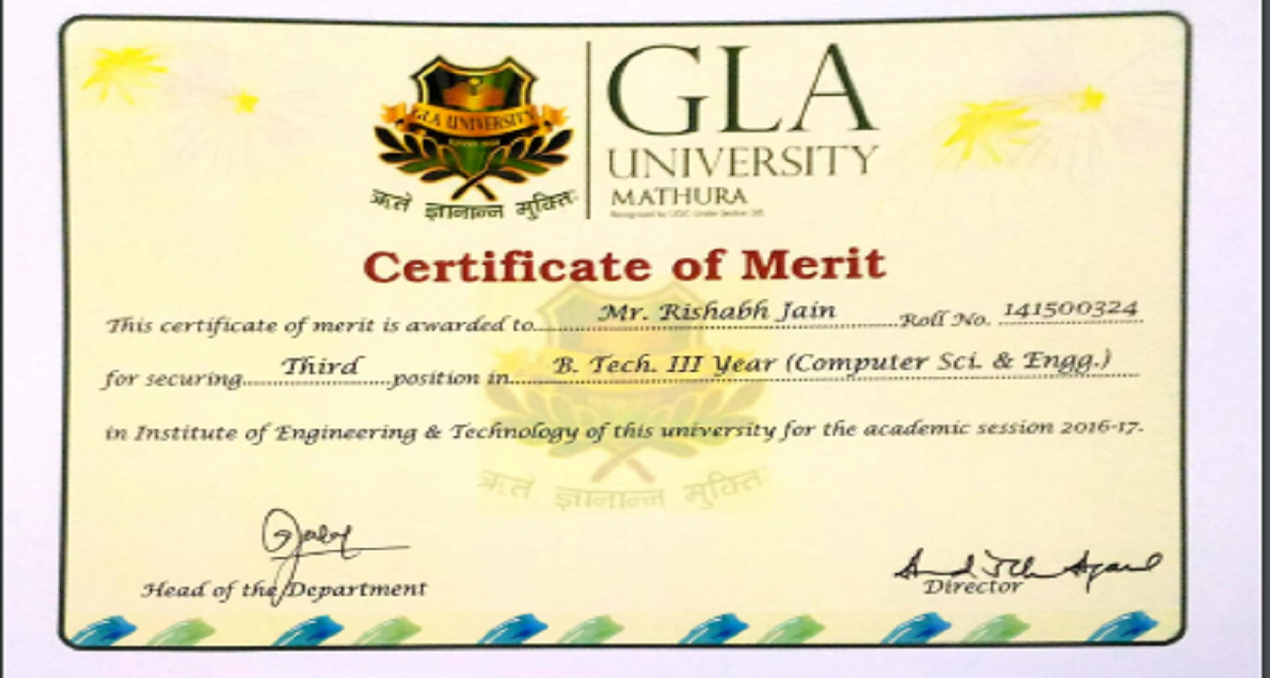 GLA UNIVERSITY
ऋते ज्ञानान्न मुक्तिः
GLA
UNIVERSITY
MATHURA
Recognised by UGC Under Section 2(f)
Certificate of Merit
This certificate of merit is awarded to Mr. Rishabh Jain Roll No. 141500324
for securing Third position in B. Tech. III Year (Computer Sci. & Engg.)
in Institute of Engineering & Technology of this university for the academic session 2016-17.
ऋते ज्ञानान्न मुक्तिः
Head of the Department
Director